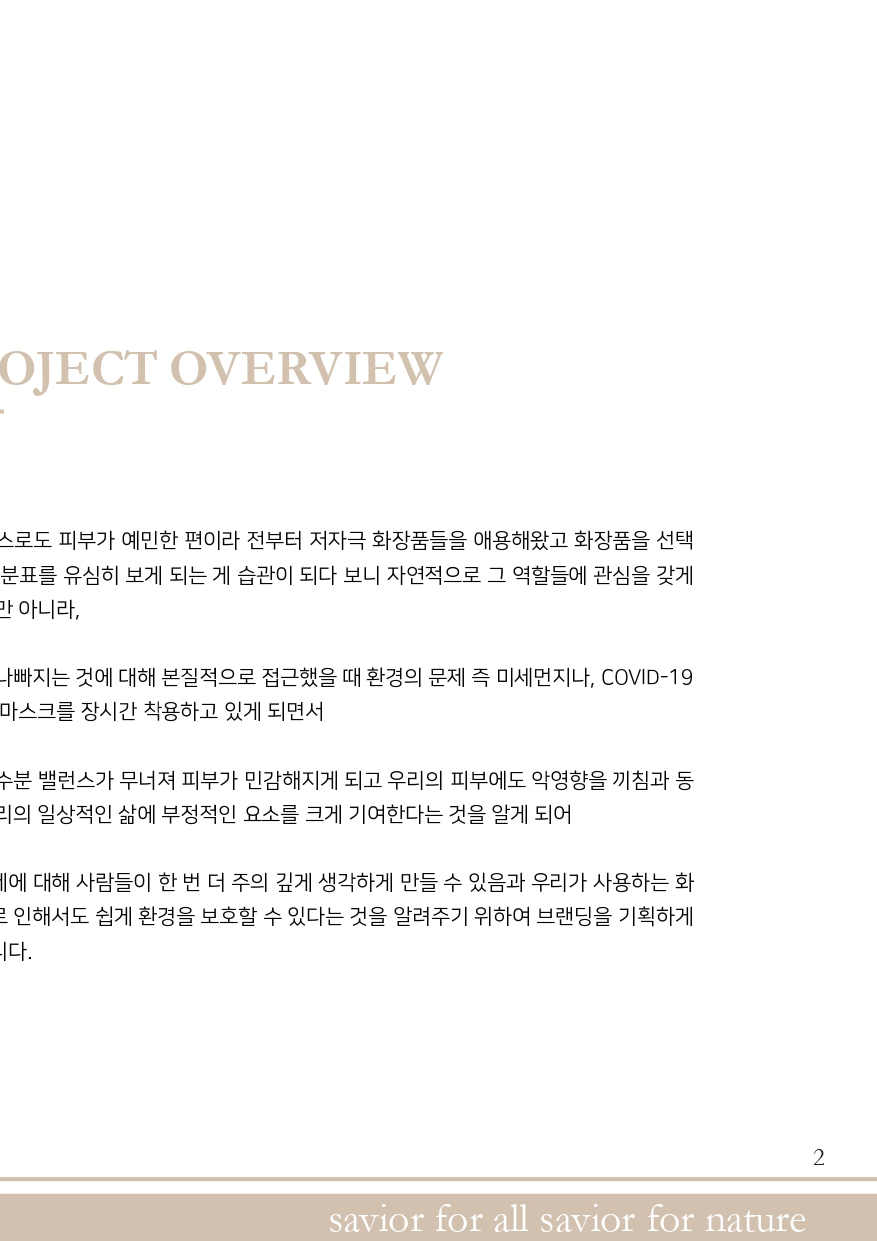 OJECT OVERVIEW
스로도 피부가 예민한 편이라 전부터 저자극 화장품들을 애용해왔고 화장품을 선택
분표를 유심히 보게 되는 게 습관이 되다 보니 자연적으로 그 역할들에 관심을 갖게
만 아니라,
나빠지는 것에 대해 본질적으로 접근했을 때 환경의 문제 즉 미세먼지나, COVID-19
마스크를 장시간 착용하고 있게 되면서
수분 밸런스가 무너져 피부가 민감해지게 되고 우리의 피부에도 악영향을 끼침과 동
리의 일상적인 삶에 부정적인 요소를 크게 기여한다는 것을 알게 되어
에 대해 사람들이 한 번 더 주의 깊게 생각하게 만들 수 있음과 우리가 사용하는 화
로 인해서도 쉽게 환경을 보호할 수 있다는 것을 알려주기 위하여 브랜딩을 기획하게
니다.
2
savior for all savior for nature